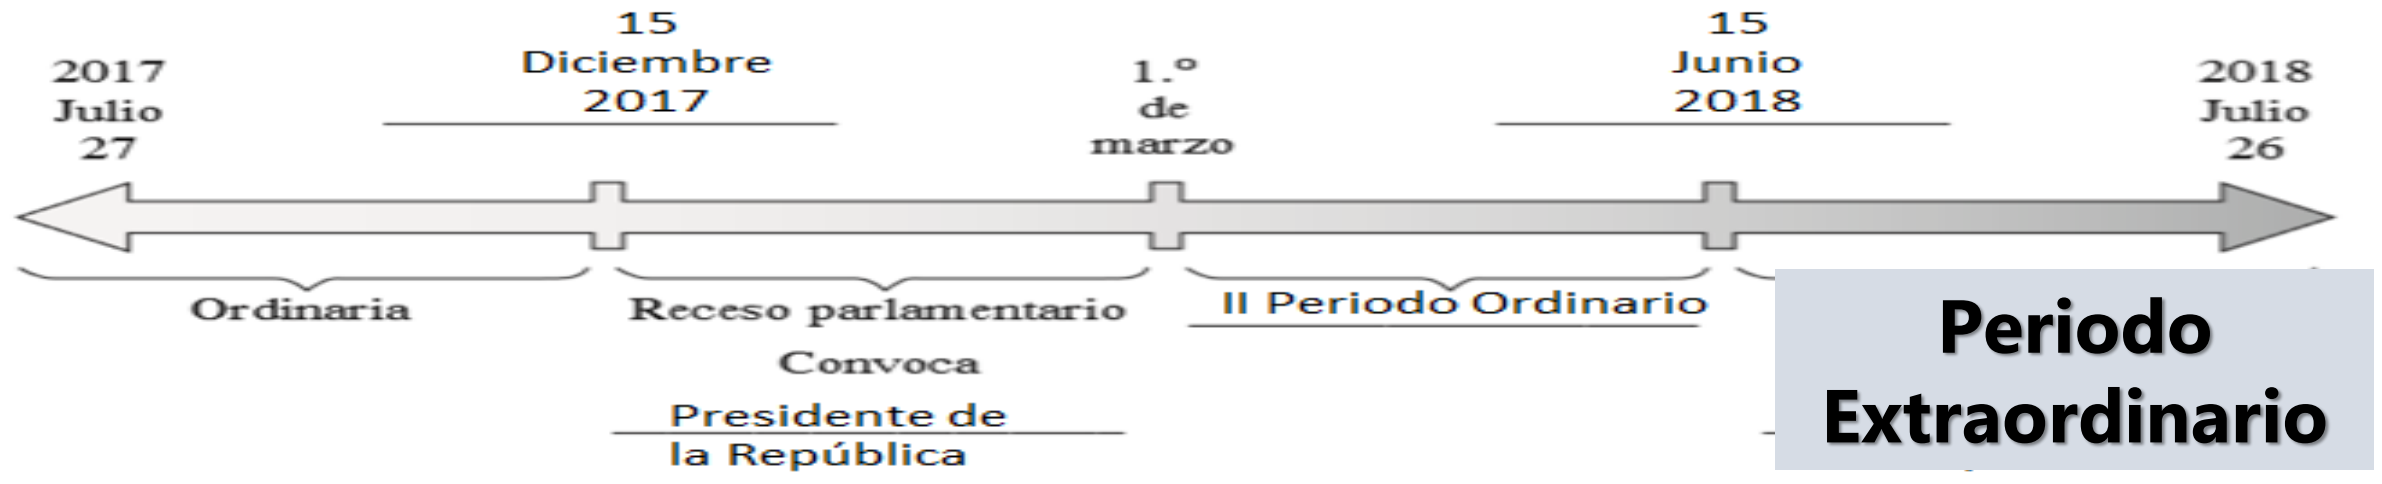 2017
Julio
27
15
Diciembre
2017
1.º
de
marzo
15
Junio
2018
2018
Julio
26
Ordinaria
Receso parlamentario
Convoca
Presidente de
la República
II Periodo Ordinario
Periodo
Extraordinario